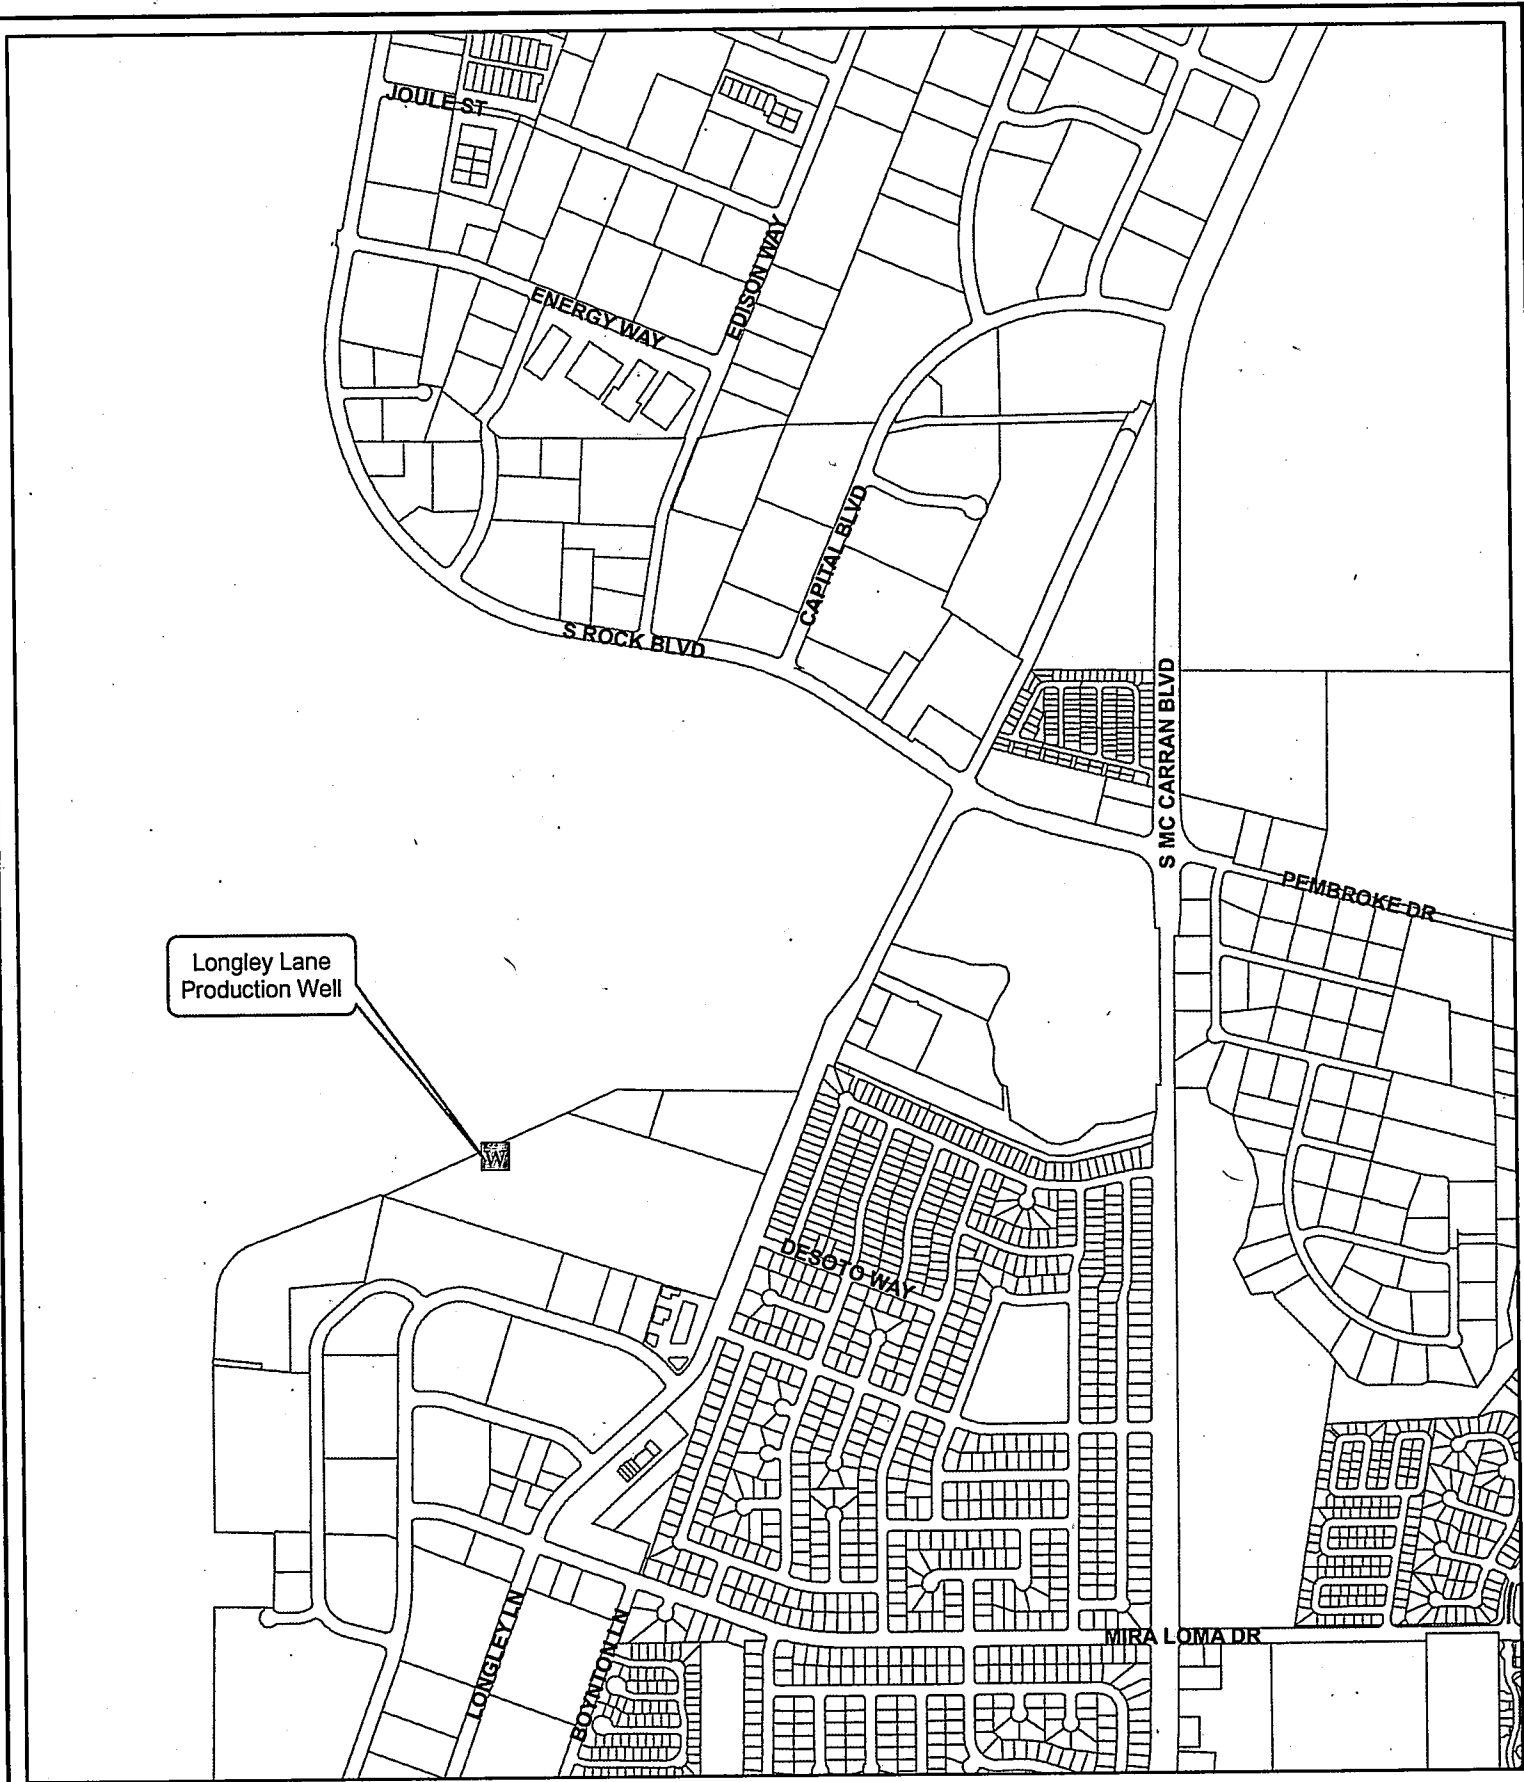 JOULE ST
EDISON WAY
ENERGY WAY
CAPITAL BLVD
S ROCK BLVD
S MC CARRAN BLVD
PEMBROKE DR
Longley Lane
Production Well
W
DESOTO WAY
LONGLEY LN
BOYNTON LN
MIRA LOMA DR